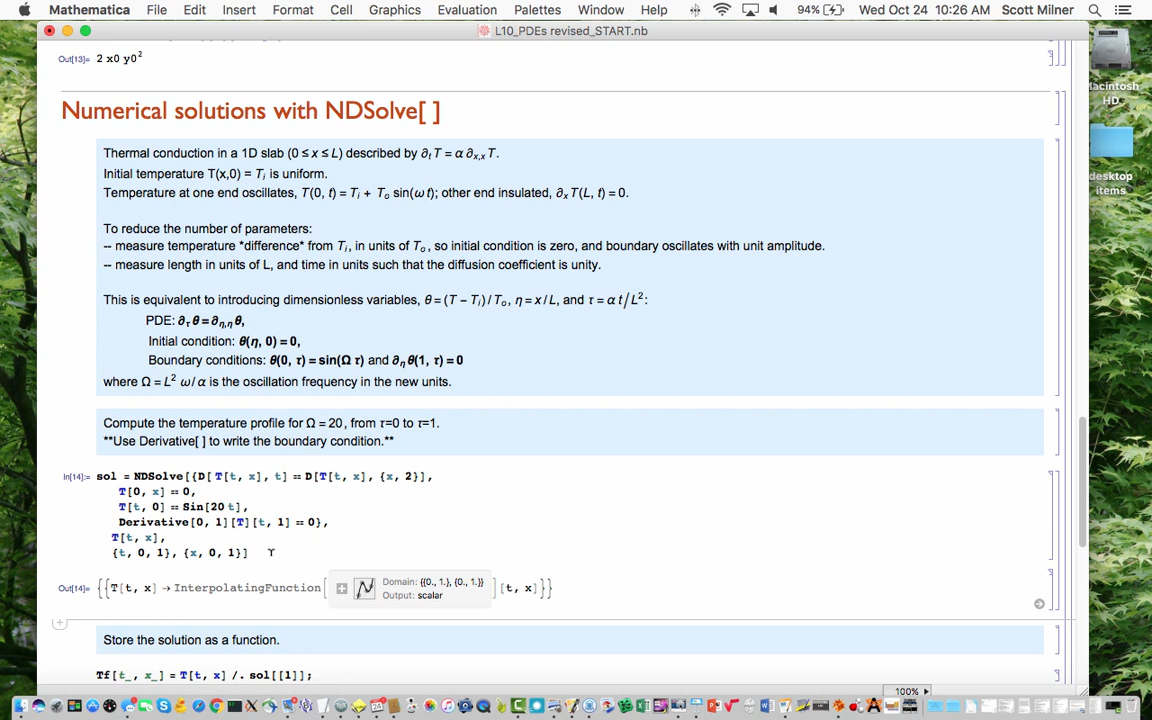 Mathematica File Edit Insert Format Cell Graphics Evaluation Palettes Window Help 94% Wed Oct 24 10:26 AM Scott Milner
L10_PDEs revised_START.nb
Out[13]= 2 x0 y0²
Numerical solutions with NDSolve[ ]
Thermal conduction in a 1D slab (0 ≤ x ≤ L) described by ∂ₜ T = α ∂ₓ,ₓ T.
Initial temperature T(x,0) = Tᵢ is uniform.
Temperature at one end oscillates, T(0, t) = Tᵢ + Tₒ sin(ω t); other end insulated, ∂ₓ T(L, t) = 0.
To reduce the number of parameters:
-- measure temperature *difference* from Tᵢ, in units of Tₒ, so initial condition is zero, and boundary oscillates with unit amplitude.
-- measure length in units of L, and time in units such that the diffusion coefficient is unity.
This is equivalent to introducing dimensionless variables, θ = (T − Tᵢ) / Tₒ, η = x / L, and τ = α t / L²:
PDE: ∂_τ θ = ∂_η,η θ,
Initial condition: θ(η, 0) = 0,
Boundary conditions: θ(0, τ) = sin(Ω τ) and ∂_η θ(1, τ) = 0
where Ω = L² ω / α is the oscillation frequency in the new units.
Compute the temperature profile for Ω = 20, from τ=0 to τ=1.
**Use Derivative[ ] to write the boundary condition.**
In[14]:= sol = NDSolve[{D[ T[t, x], t] == D[T[t, x], {x, 2}],
T[0, x] == 0,
T[t, 0] == Sin[20 t],
Derivative[0, 1][T][t, 1] == 0},
T[t, x],
{t, 0, 1}, {x, 0, 1}]
Out[14]= {{T[t, x] → InterpolatingFunction[ Domain: {{0., 1.}, {0., 1.}} Output: scalar ][t, x]}}
Store the solution as a function.
Tf[t_, x_] = T[t, x] /. sol[[1]];
100%
Macintosh
HD
desktop
items